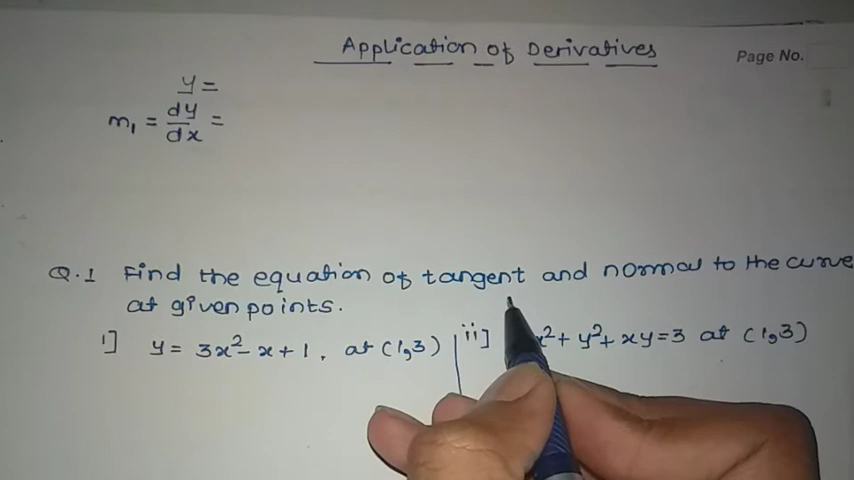 Application of Derivatives
Page No.
y =
m₁ = dy/dx =
Q.1 Find the equation of tangent and normal to the curve
at given points.
i] y = 3x² - x + 1, at (1,3)
ii] x² + y² + xy = 3 at (1,3)